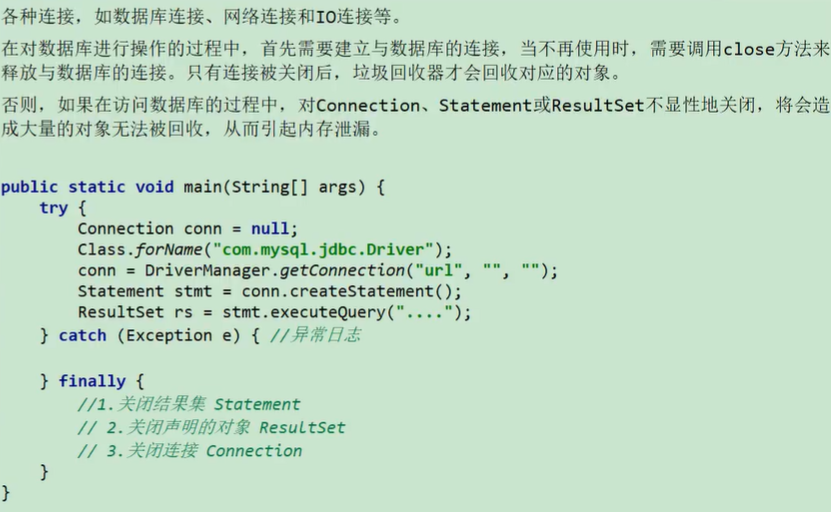 各种连接，如数据库连接、网络连接和IO连接等。
在对数据库进行操作的过程中，首先需要建立与数据库的连接，当不再使用时，需要调用close方法来
释放与数据库的连接。只有连接被关闭后，垃圾回收器才会回收对应的对象。
否则，如果在访问数据库的过程中，对Connection、Statement或ResultSet不显性地关闭，将会造
成大量的对象无法被回收，从而引起内存泄漏。
public static void main(String[] args) {
    try {
        Connection conn = null;
        Class.forName("com.mysql.jdbc.Driver");
        conn = DriverManager.getConnection("url", "", "");
        Statement stmt = conn.createStatement();
        ResultSet rs = stmt.executeQuery("....");
    } catch (Exception e) { //异常日志
    } finally {
        //1.关闭结果集 Statement
        // 2.关闭声明的对象 ResultSet
        // 3.关闭连接 Connection
    }
}